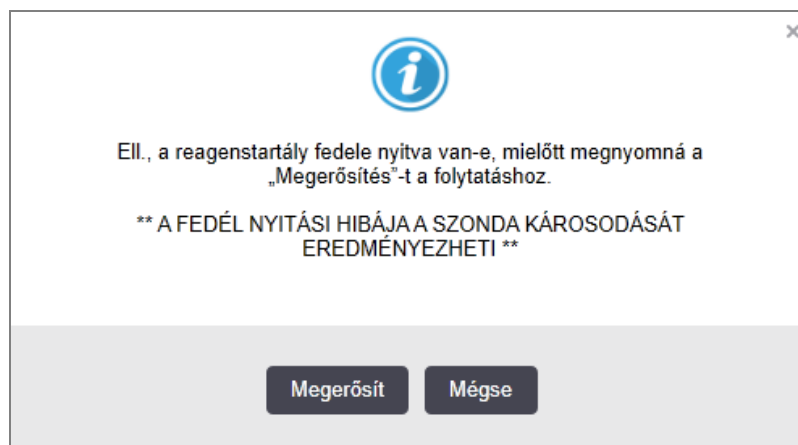 Ell., a reagenstartály fedele nyitva van-e, mielőtt megnyomná a
„Megerősítés”-t a folytatáshoz.
** A FEDÉL NYITÁSI HIBÁJA A SZONDA KÁROSODÁSÁT
EREDMÉNYEZHETI **
Megerősít Mégse